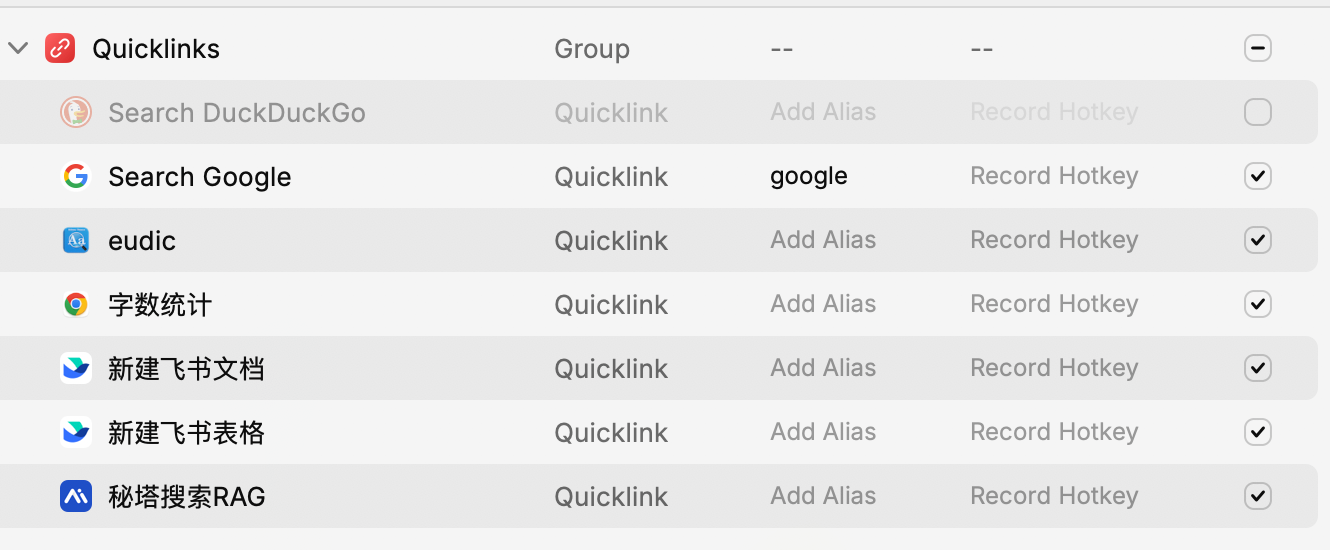 Quicklinks Group -- --
Search DuckDuckGo Quicklink Add Alias Record Hotkey
Search Google Quicklink google Record Hotkey
eudic Quicklink Add Alias Record Hotkey
字数统计 Quicklink Add Alias Record Hotkey
新建飞书文档 Quicklink Add Alias Record Hotkey
新建飞书表格 Quicklink Add Alias Record Hotkey
秘塔搜索RAG Quicklink Add Alias Record Hotkey